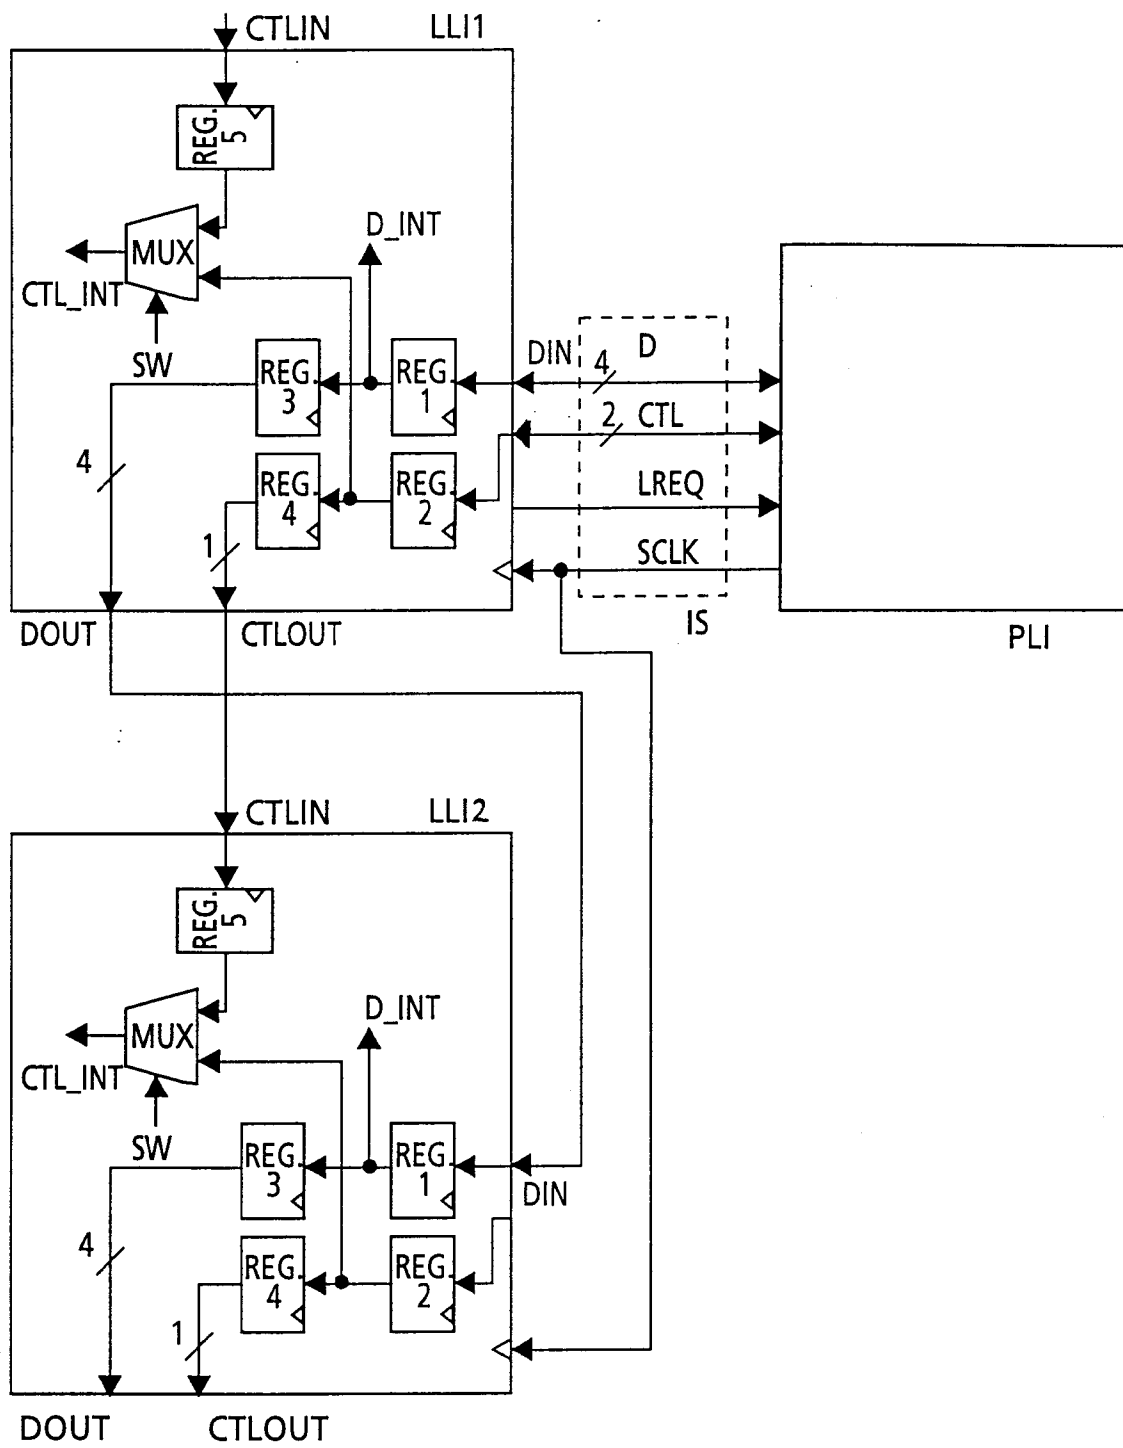 CTLIN
LLI1
REG.
5
D_INT
MUX
CTL_INT
SW
DIN
4
D
REG.
3
REG.
1
2
CTL
4
REG.
4
REG.
2
LREQ
1
SCLK
DOUT
CTLOUT
IS
PLI
CTLIN
LLI2
REG.
5
D_INT
MUX
CTL_INT
SW
REG.
3
REG.
1
DIN
4
REG.
4
REG.
2
1
DOUT
CTLOUT